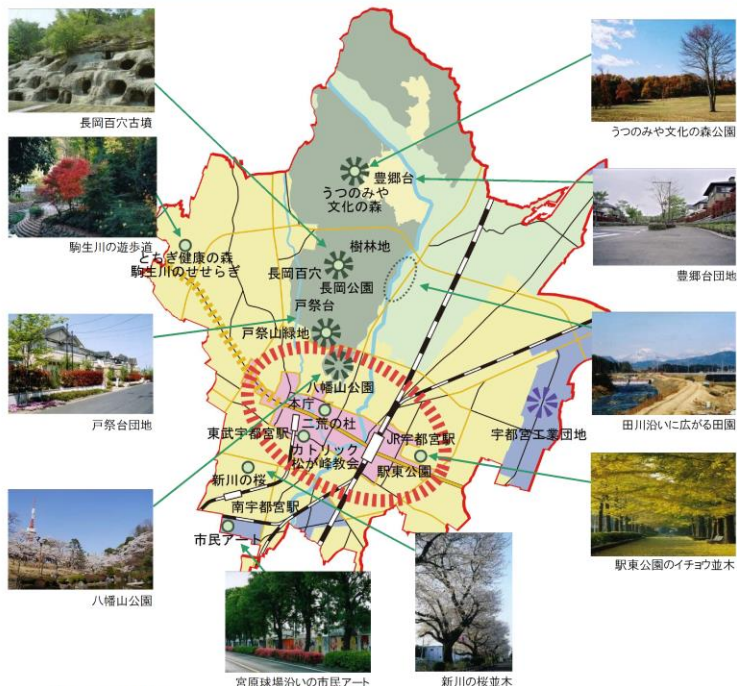 長岡百穴古墳
うつのみや文化の森公園
豊郷台
うつのみや
文化の森
駒生川の遊歩道
豊郷台団地
とちぎ健康の森
駒生川のせせらぎ
樹林地
長岡百穴
長岡公園
戸祭台
戸祭山緑地
戸祭台団地
八幡山公園
本庁
二荒の杜
東武宇都宮駅
カトリック
松が峰教会
JR宇都宮駅
駅東公園
宇都宮工業団地
田川沿いに広がる田園
新川の桜
南宇都宮駅
市民アート
駅東公園のイチョウ並木
八幡山公園
宮原球場沿いの市民アート
新川の桜並木